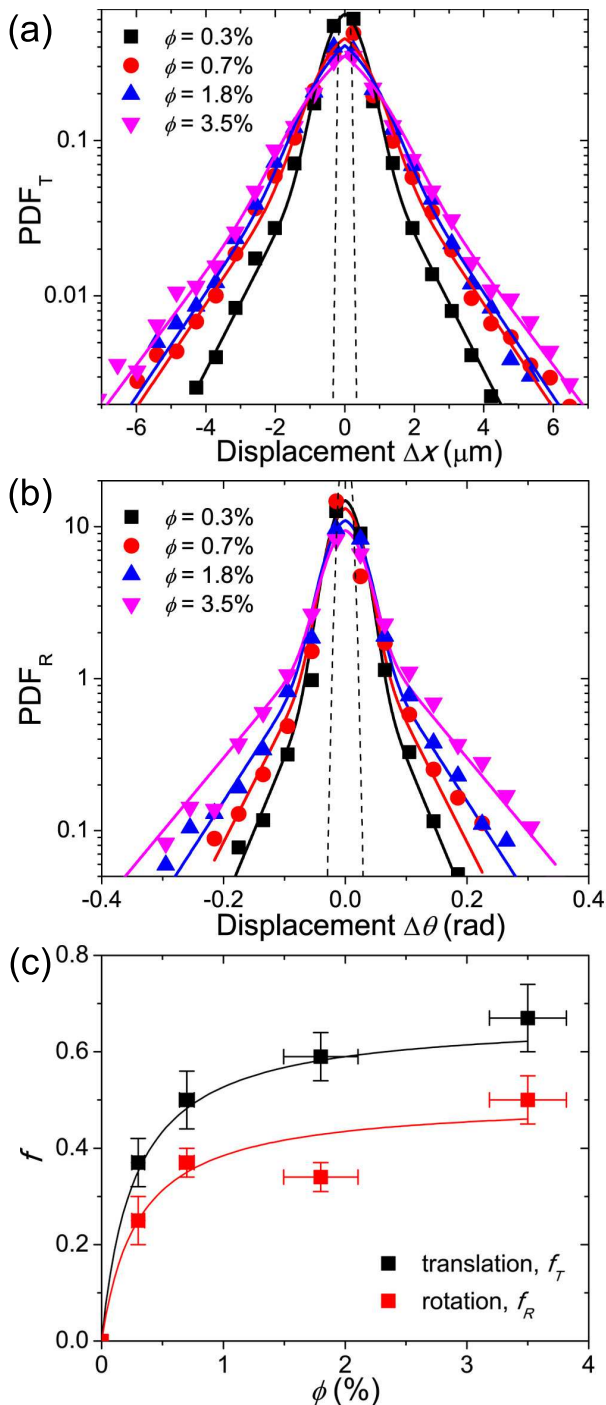 (a)
ϕ = 0.3%
ϕ = 0.7%
ϕ = 1.8%
ϕ = 3.5%
0.1
0.01
PDF_T
-6 -4 -2 0 2 4 6
Displacement Δx (μm)
(b)
ϕ = 0.3%
ϕ = 0.7%
ϕ = 1.8%
ϕ = 3.5%
10
1
0.1
PDF_R
-0.4 -0.2 0.0 0.2 0.4
Displacement Δθ (rad)
(c)
0.8
0.6
0.4
0.2
0.0
f
translation, f_T
rotation, f_R
0 1 2 3 4
ϕ (%)